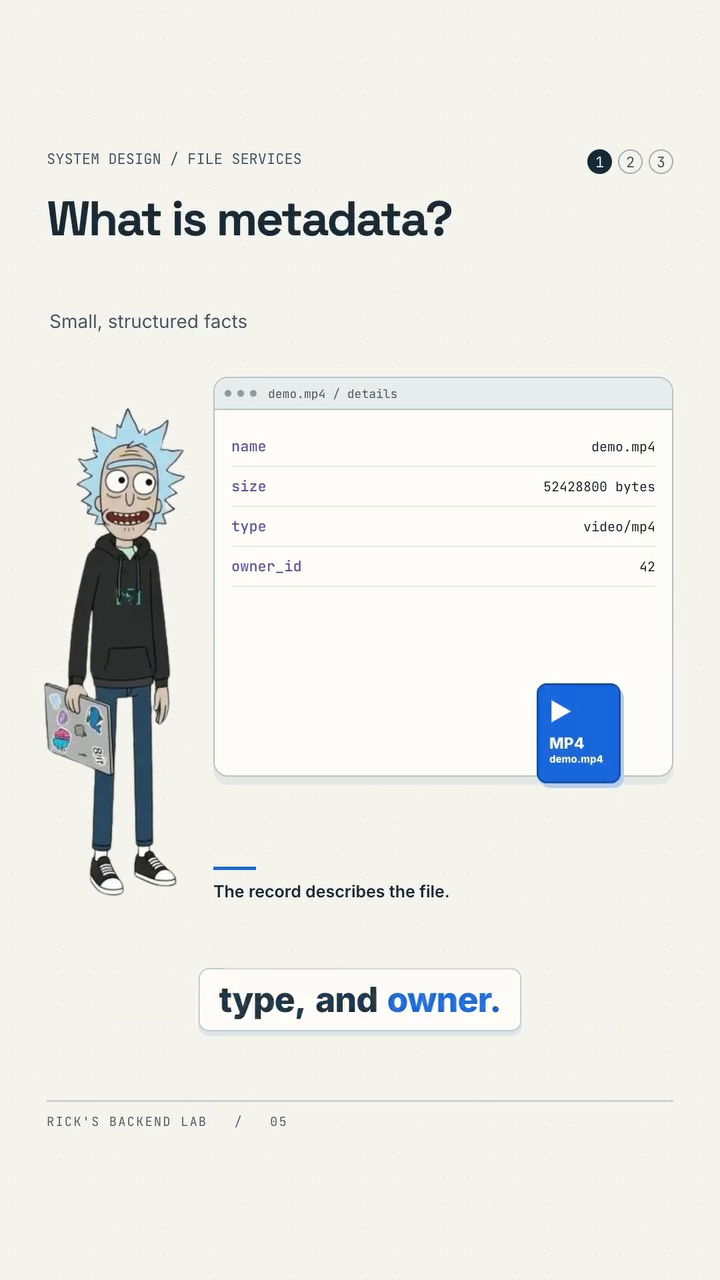 SYSTEM DESIGN / FILE SERVICES
1 2 3
What is metadata?
Small, structured facts
demo.mp4 / details
name demo.mp4
size 52428800 bytes
type video/mp4
owner_id 42
MP4
demo.mp4
The record describes the file.
type, and owner.
RICK'S BACKEND LAB / 05